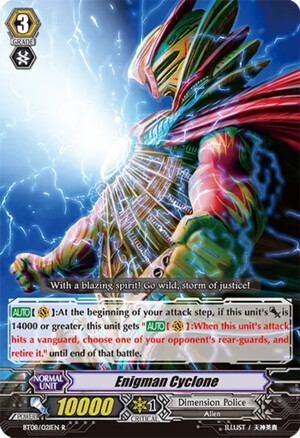 3
GRADE
With a blazing spirit! Go wild, storm of justice!
AUTO【V】:At the beginning of your attack step, if this unit's is
14000 or greater, this unit gets "AUTO【V】:When this unit's attack
hits a vanguard, choose one of your opponent's rear-guards, and
retire it." until end of that battle.
NORMAL
UNIT
Enigman Cyclone
POWER
10000
1
CRITICAL
Dimension Police
Alien
BT08/021EN R
ILLUST / 天神英貴